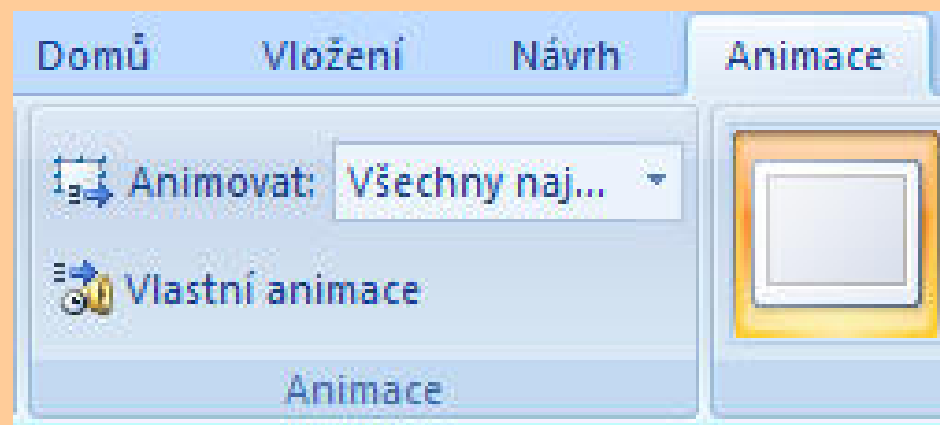 Domů Vložení Návrh Animace
Animovat: Všechny naj...
Vlastní animace
Animace